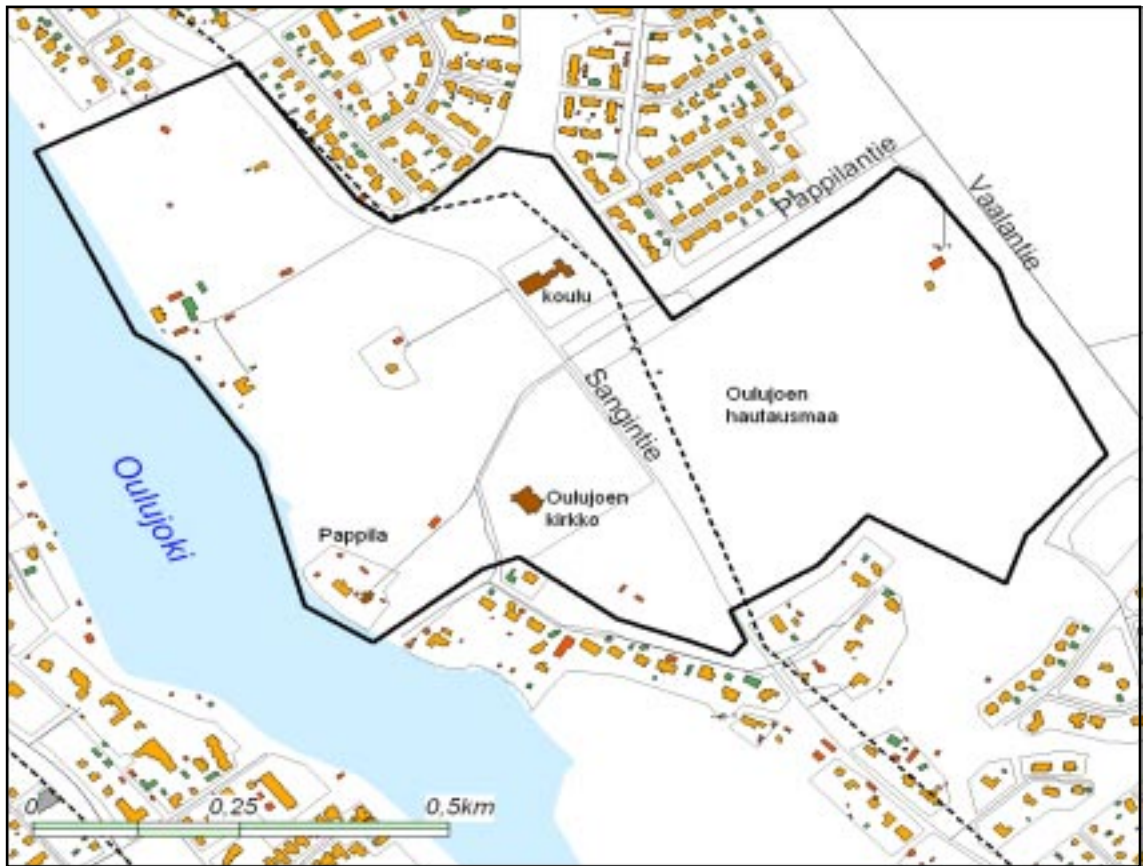 Pappilantie
Vaalantie
koulu
Sangintie
Oulujoen
hautausmaa
Oulujoki
Oulujoen
kirkko
Pappila
0 0,25 0,5km